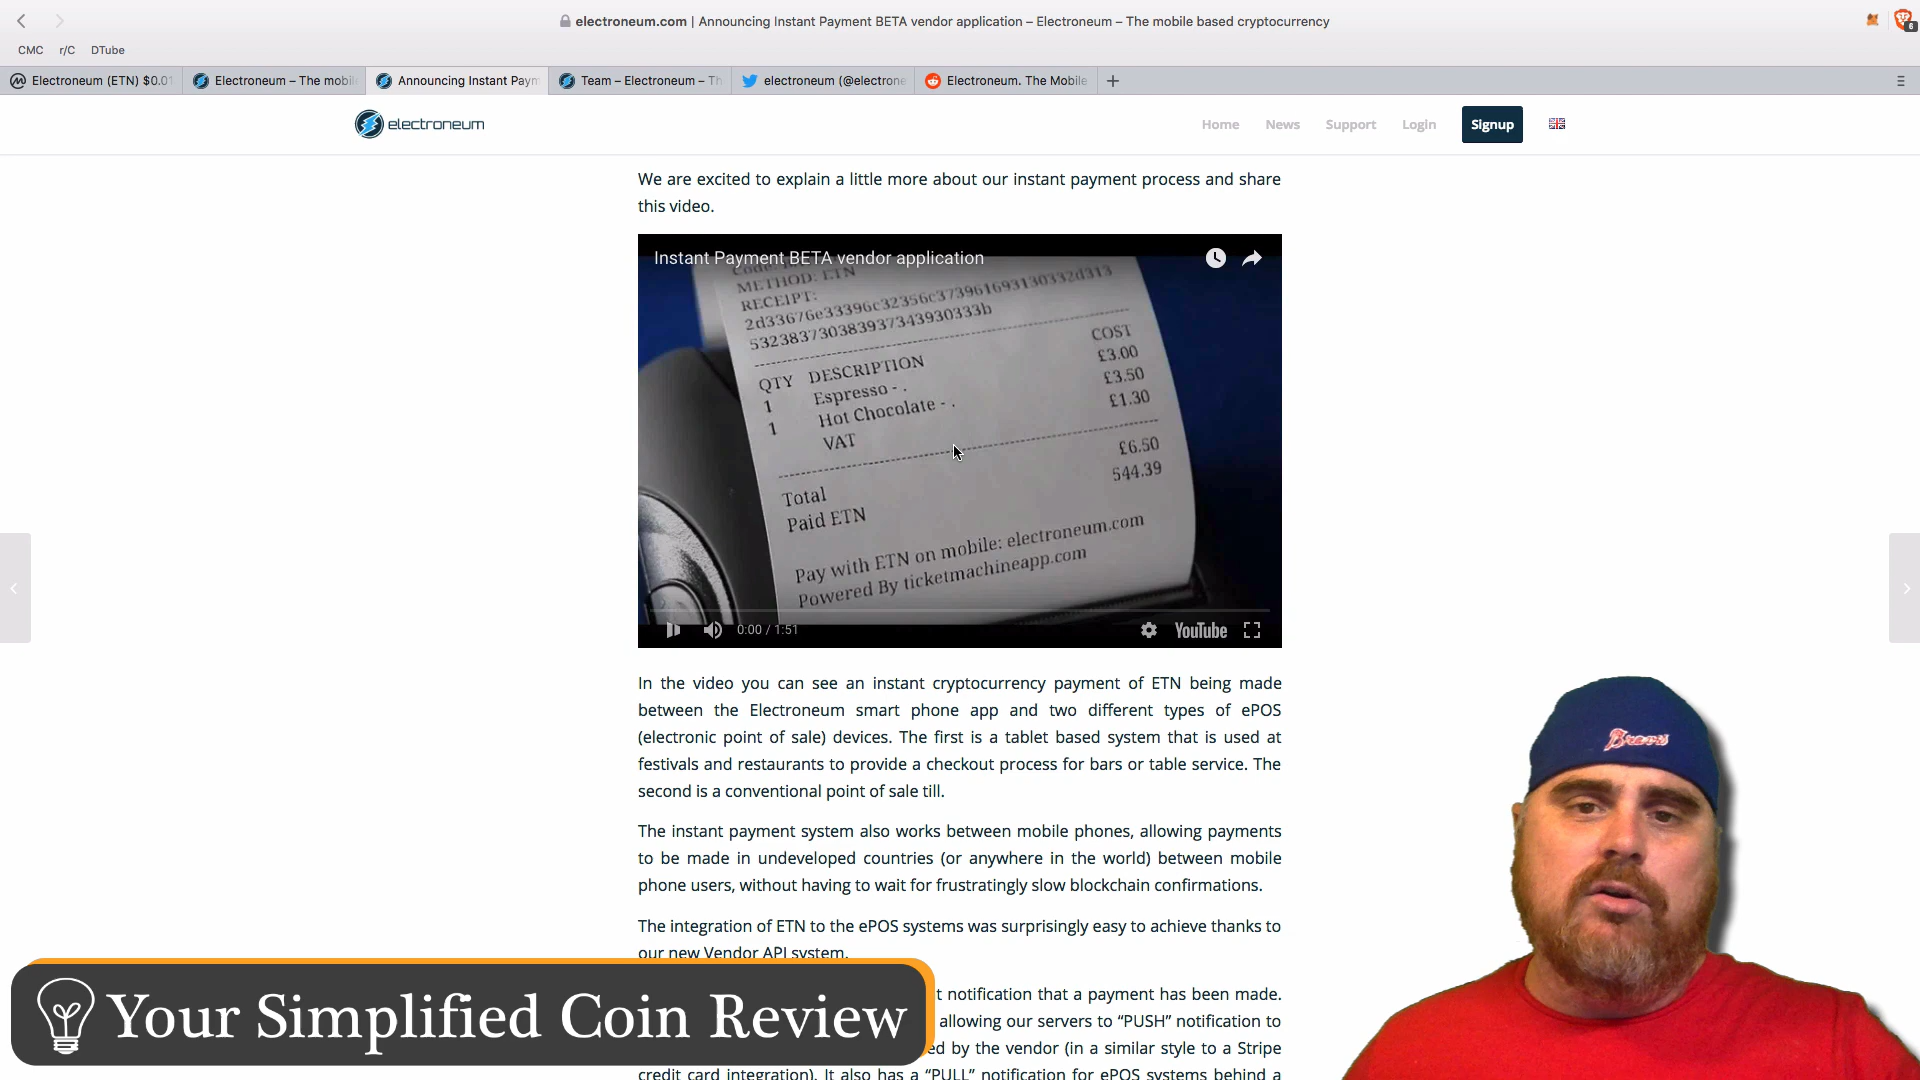 electroneum.com | Announcing Instant Payment BETA vendor application – Electroneum – The mobile based cryptocurrency
6
CMC r/C DTube
Electroneum (ETN) $0.01
Electroneum – The mobil
Announcing Instant Paym
Team – Electroneum – Th
electroneum (@electrone
Electroneum. The Mobile
electroneum
Home News Support Login Signup
We are excited to explain a little more about our instant payment process and share
this video.
Instant Payment BETA vendor application
METHOD: ETN
RECEIPT:
QTY DESCRIPTION COST
1 Espresso - . £3.00
1 Hot Chocolate - . £3.50
VAT £1.30
Total £6.50
Paid ETN 544.39
Pay with ETN on mobile: electroneum.com
Powered By ticketmachineapp.com
0:00 / 1:51
YouTube
In the video you can see an instant cryptocurrency payment of ETN being made
between the Electroneum smart phone app and two different types of ePOS
(electronic point of sale) devices. The first is a tablet based system that is used at
festivals and restaurants to provide a checkout process for bars or table service. The
second is a conventional point of sale till.
The instant payment system also works between mobile phones, allowing payments
to be made in undeveloped countries (or anywhere in the world) between mobile
phone users, without having to wait for frustratingly slow blockchain confirmations.
The integration of ETN to the ePOS systems was surprisingly easy to achieve thanks to
our new Vendor API system.
t notification that a payment has been made.
allowing our servers to “PUSH” notification to
ed by the vendor (in a similar style to a Stripe
credit card integration). It also has a “PULL” notification for ePOS systems behind a
Your Simplified Coin Review
Braves